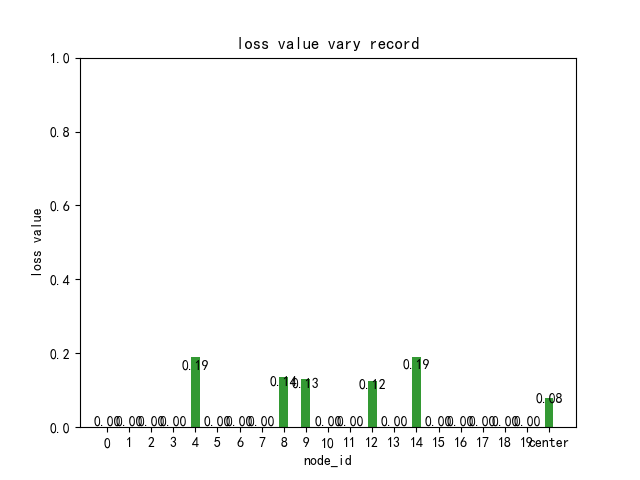 loss value vary record
1.0
0.8
0.6
0.4
0.2
0.0
loss value
0.00 0.00 0.00 0.00 0.19 0.00 0.00 0.00 0.14 0.13 0.00 0.00 0.12 0.00 0.19 0.00 0.00 0.00 0.00 0.00 0.08
0 1 2 3 4 5 6 7 8 9 10 11 12 13 14 15 16 17 18 19 center
node_id